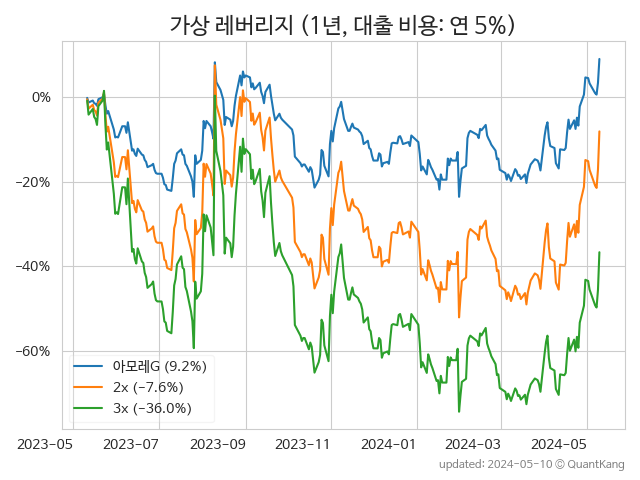 가상 레버리지 (1년, 대출 비용: 연 5%)
0%
−20%
−40%
−60%
아모레G (9.2%)
2x (−7.6%)
3x (−36.0%)
2023-05 2023-07 2023-09 2023-11 2024-01 2024-03 2024-05
updated: 2024-05-10 © QuantKang